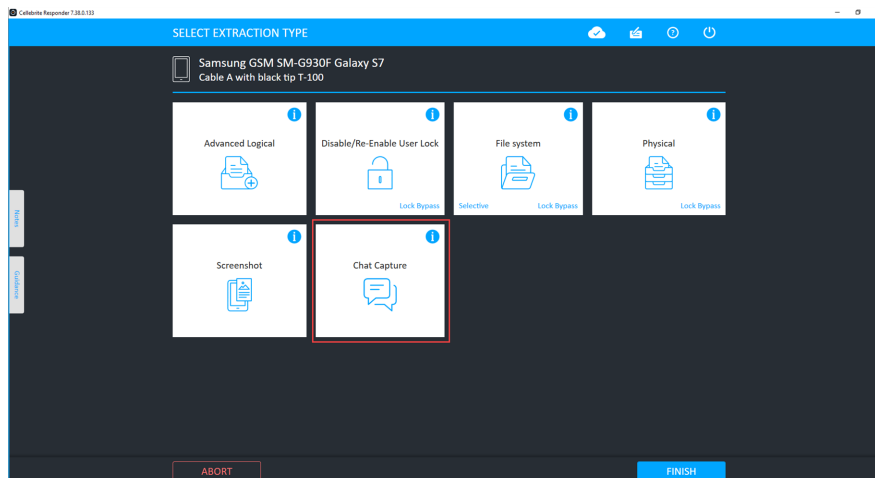 Cellebrite Responder 7.38.0.133
SELECT EXTRACTION TYPE
Samsung GSM SM-G930F Galaxy S7
Cable A with black tip T-100
Advanced Logical
Disable/Re-Enable User Lock
Lock Bypass
File system
Selective
Lock Bypass
Physical
Lock Bypass
Notes
Guidance
Screenshot
Chat Capture
ABORT
FINISH